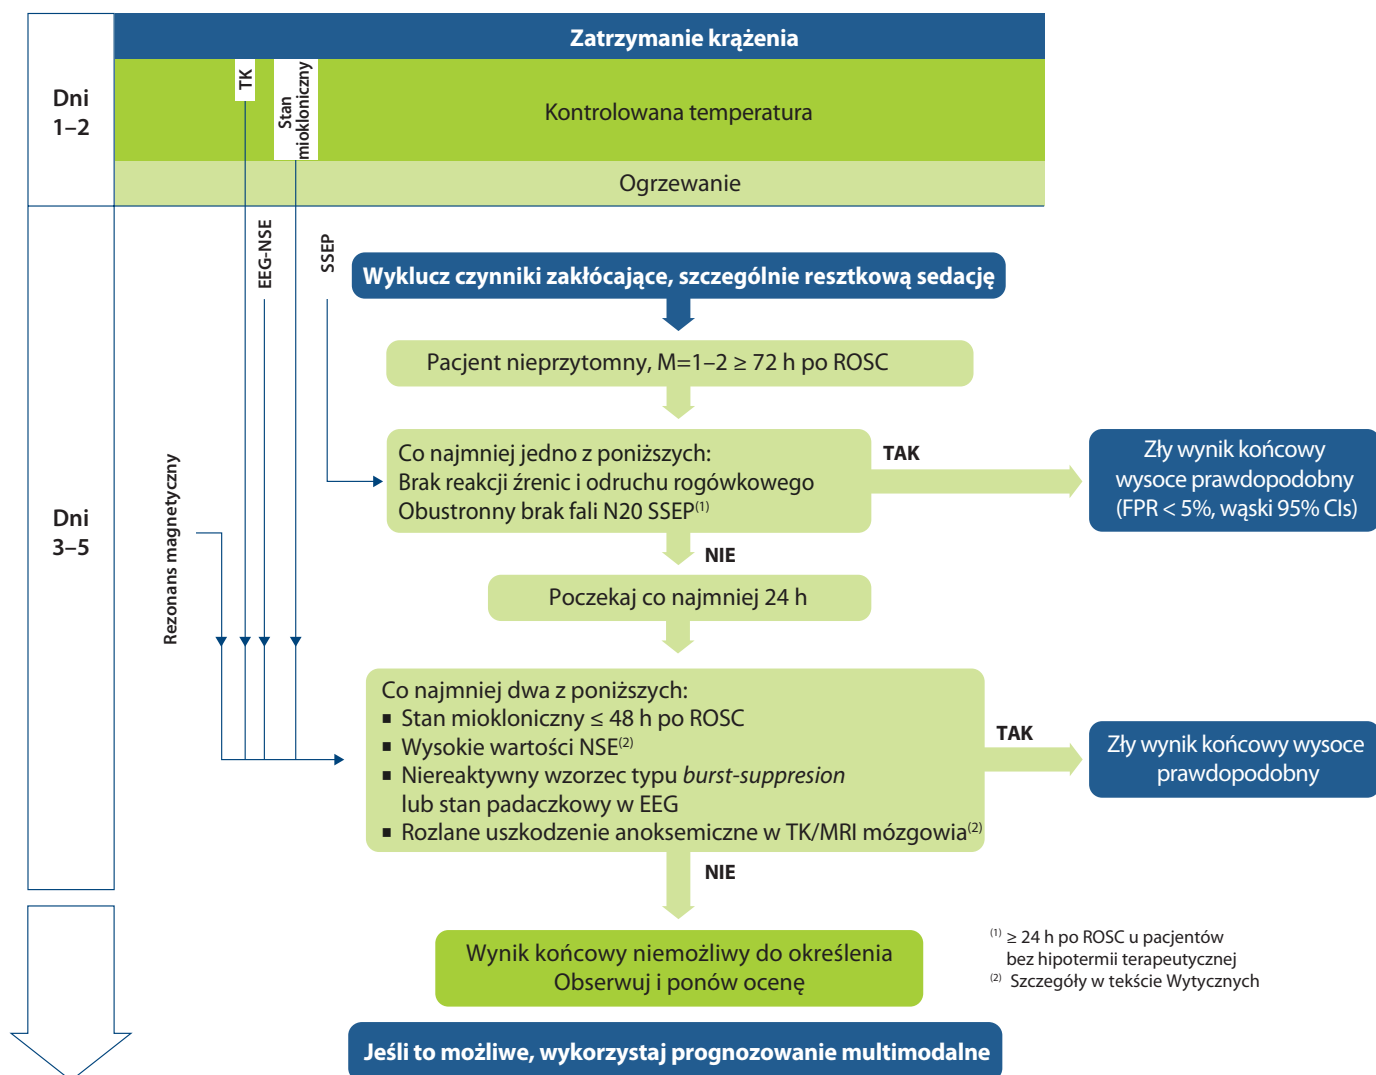 Zatrzymanie krążenia
Dni
1–2
TK
Stan
miokloniczny
Kontrolowana temperatura
Ogrzewanie
Dni
3–5
EEG-NSE
SSEP
Rezonans magnetyczny
Wyklucz czynniki zakłócające, szczególnie resztkową sedację
Pacjent nieprzytomny, M=1–2 ≥ 72 h po ROSC
Co najmniej jedno z poniższych:
Brak reakcji źrenic i odruchu rogówkowego
Obustronny brak fali N20 SSEP(1)
TAK
Zły wynik końcowy
wysoce prawdopodobny
(FPR < 5%, wąski 95% CIs)
NIE
Poczekaj co najmniej 24 h
Co najmniej dwa z poniższych:
▪ Stan miokloniczny ≤ 48 h po ROSC
▪ Wysokie wartości NSE(2)
▪ Niereaktywny wzorzec typu burst-suppresion
lub stan padaczkowy w EEG
▪ Rozlane uszkodzenie anoksemiczne w TK/MRI mózgowia(2)
TAK
Zły wynik końcowy wysoce
prawdopodobny
NIE
Wynik końcowy niemożliwy do określenia
Obserwuj i ponów ocenę
(1) ≥ 24 h po ROSC u pacjentów
bez hipotermii terapeutycznej
(2) Szczegóły w tekście Wytycznych
Jeśli to możliwe, wykorzystaj prognozowanie multimodalne